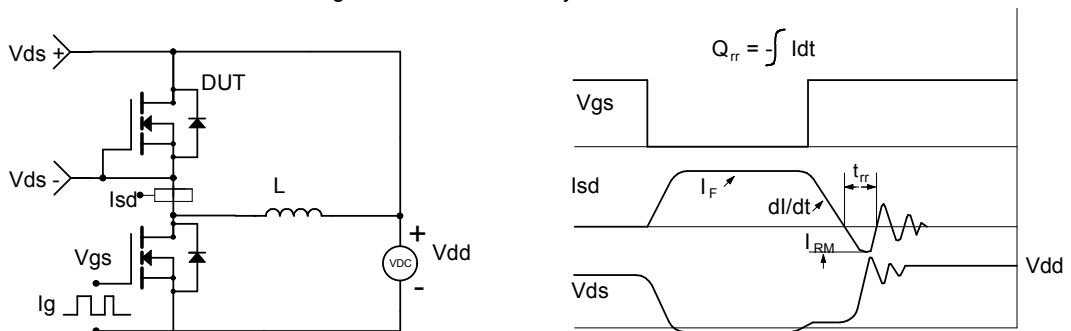 Vds +
DUT
Vds -
Isd
L
Vgs
Ig
+
VDC
-
Vdd
Qrr = -∫ Idt
Vgs
Isd
IF
dI/dt
trr
IRM
Vds
Vdd